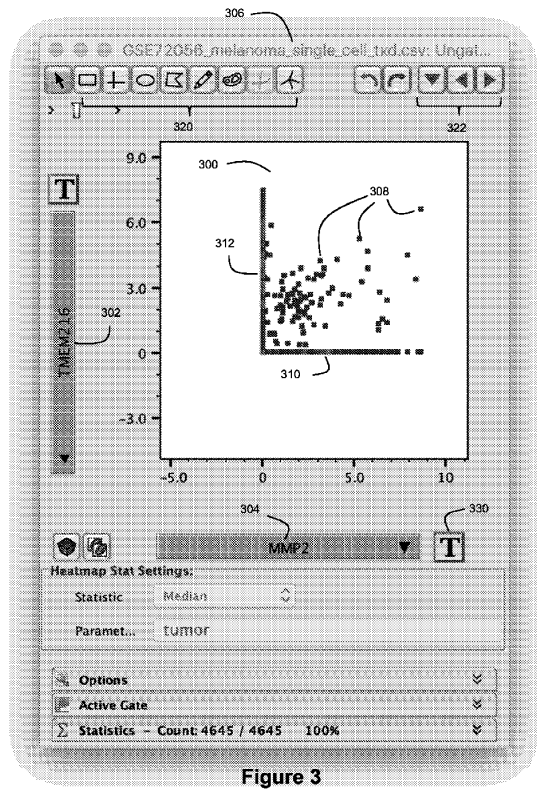 306
GSE72056_melanoma_single_cell_txd.csv: Ungat...
320
322
9.0
6.0
3.0
0
-3.0
300
308
312
310
T
TMEM216
302
-5.0
0
5.0
10
304
330
MMP2
T
Heatmap Stat Settings:
Statistic
Median
Paramet...
tumor
Options
Active Gate
Σ Statistics - Count: 4645 / 4645 100%
Figure 3